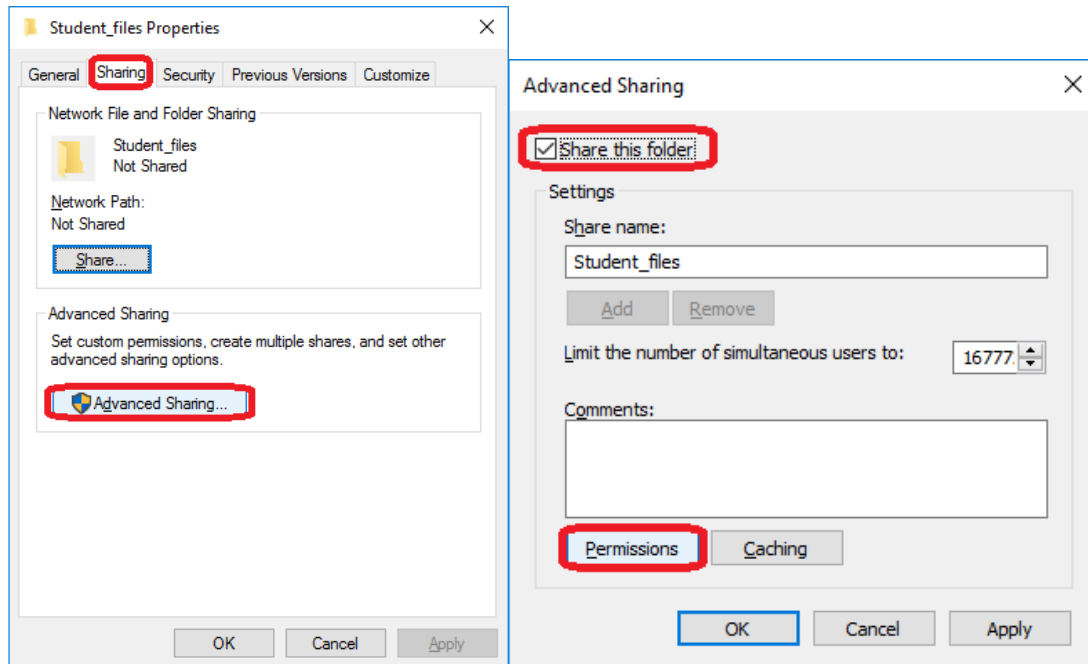 Student_files Properties
General Sharing Security Previous Versions Customize
Network File and Folder Sharing
Student_files
Not Shared
Network Path:
Not Shared
Share...
Advanced Sharing
Set custom permissions, create multiple shares, and set other
advanced sharing options.
Advanced Sharing...
OK Cancel Apply
Advanced Sharing
Share this folder
Settings
Share name:
Student_files
Add Remove
Limit the number of simultaneous users to: 16777
Comments:
Permissions Caching
OK Cancel Apply